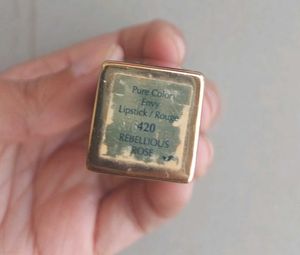 Pure Color
Envy
Lipstick / Rouge
420
REBELLIOUS
ROSE